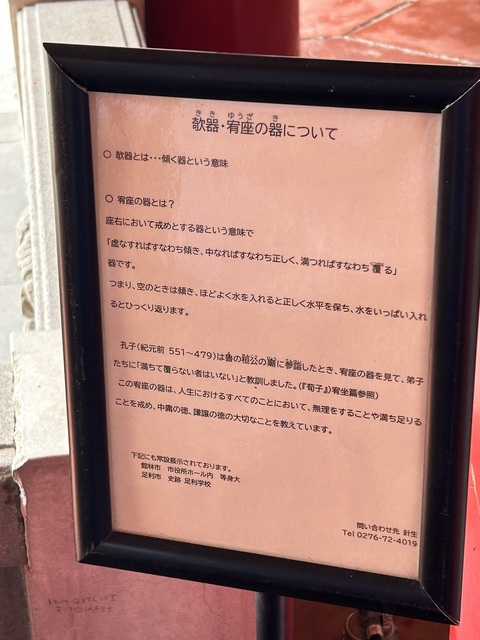 きき ゆうざ き
欹器・宥座の器について
○ 欹器とは・・・傾く器という意味
○ 宥座の器とは？
座右において戒めとする器という意味で
「虚なすればすなわち傾き、中なればすなわち正しく、満つればすなわち覆る」
器です。
つまり、空のときは傾き、ほどよく水を入れると正しく水平を保ち、水をいっぱい入れ
るとひっくり返ります。
孔子(紀元前 551～479)は魯の桓公の廟に参詣したとき、宥座の器を見て、弟子
たちに「満ちて覆らない者はいない」と教訓しました。(『荀子』宥坐篇参照)
この宥座の器は、人生におけるすべてのことにおいて、無理をすることや満ち足りる
ことを戒め、中庸の徳、謙譲の徳の大切なことを教えています。
下記にも常設展示されております。
館林市 市役所ホール内 等身大
足利市 史跡 足利学校
問い合わせ先 針生
Tel 0276-72-4019